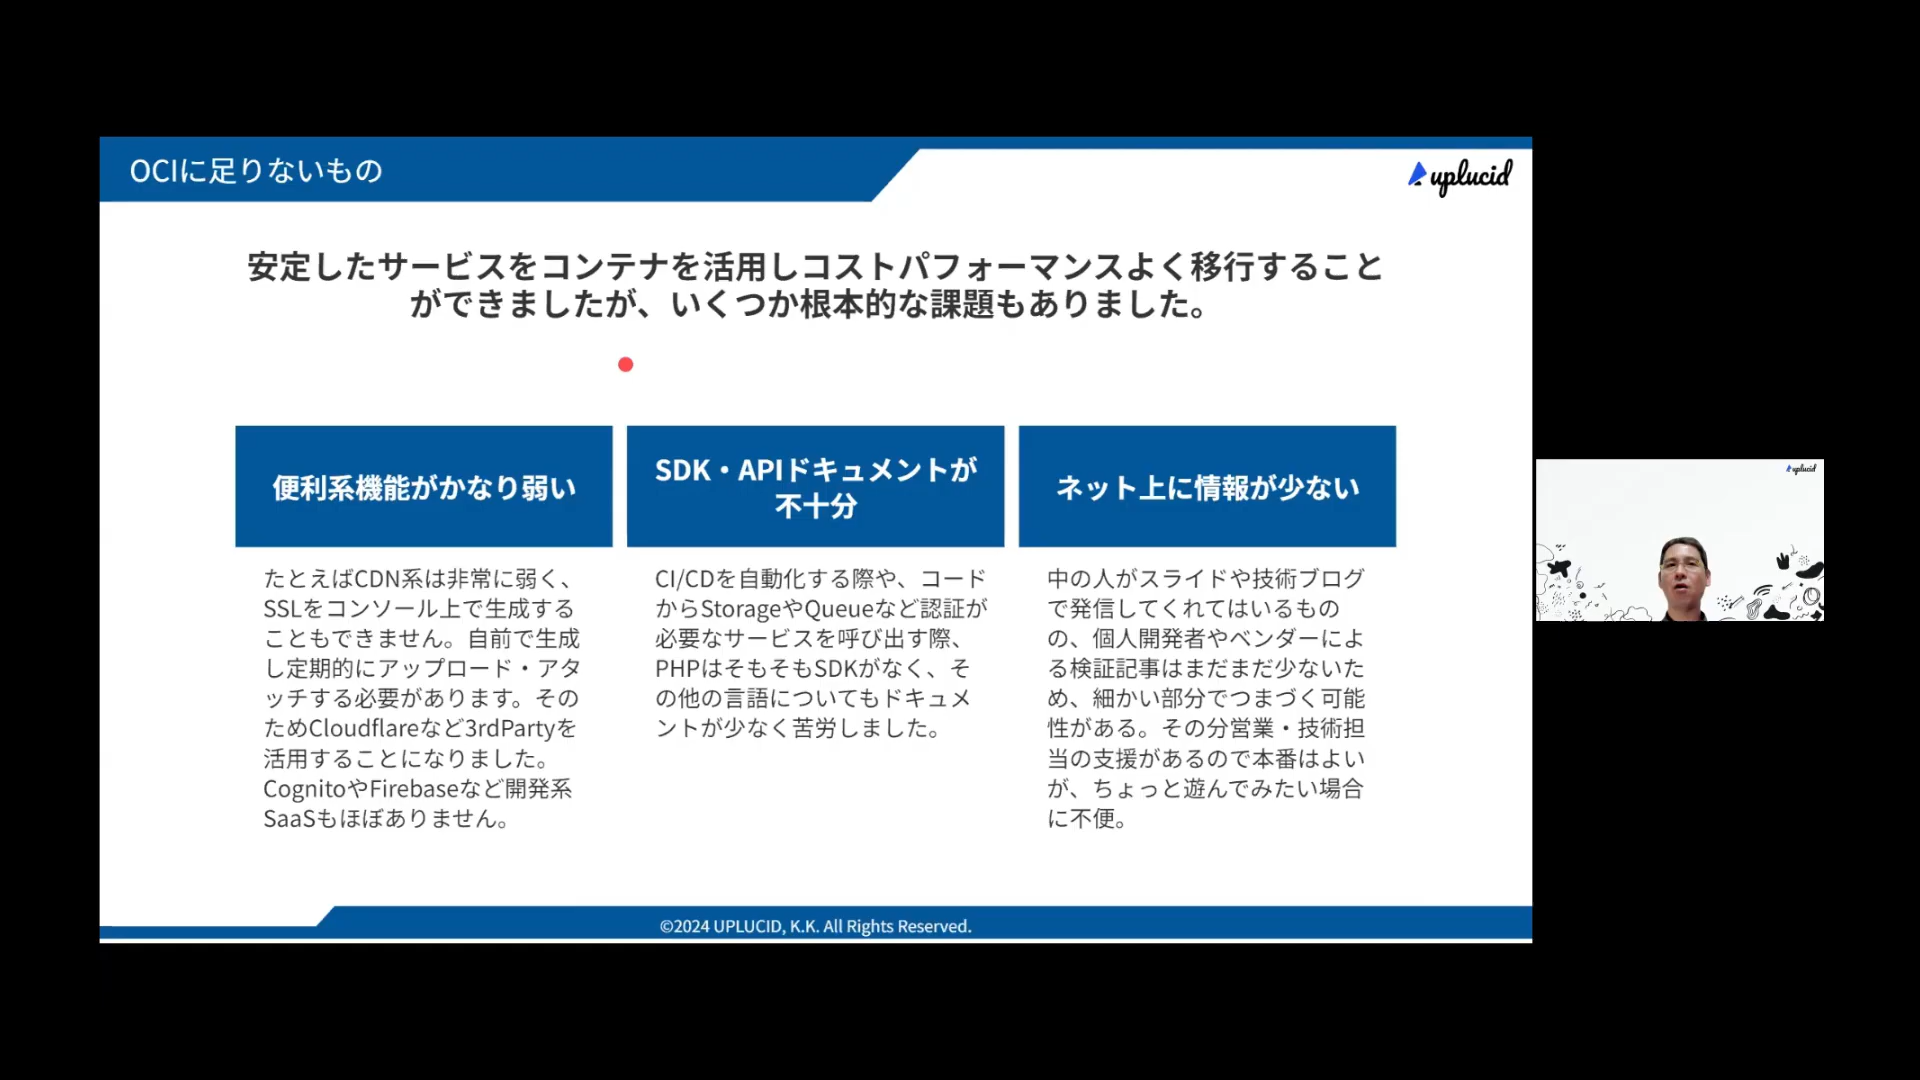 OCIに足りないもの
uplucid
安定したサービスをコンテナを活用しコストパフォーマンスよく移行すること
ができましたが、いくつか根本的な課題もありました。
便利系機能がかなり弱い
たとえばCDN系は非常に弱く、
SSLをコンソール上で生成する
こともできません。自前で生成
し定期的にアップロード・アタ
ッチする必要があります。その
ためCloudflareなど3rdPartyを
活用することになりました。
CognitoやFirebaseなど開発系
SaaSもほぼありません。
SDK・APIドキュメントが
不十分
CI/CDを自動化する際や、コード
からStorageやQueueなど認証が
必要なサービスを呼び出す際、
PHPはそもそもSDKがなく、そ
の他の言語についてもドキュメ
ントが少なく苦労しました。
ネット上に情報が少ない
中の人がスライドや技術ブログ
で発信してくれてはいるもの
の、個人開発者やベンダーによ
る検証記事はまだまだ少ないた
め、細かい部分でつまづく可能
性がある。その分営業・技術担
当の支援があるので本番はよい
が、ちょっと遊んでみたい場合
に不便。
©2024 UPLUCID, K.K. All Rights Reserved.
uplucid